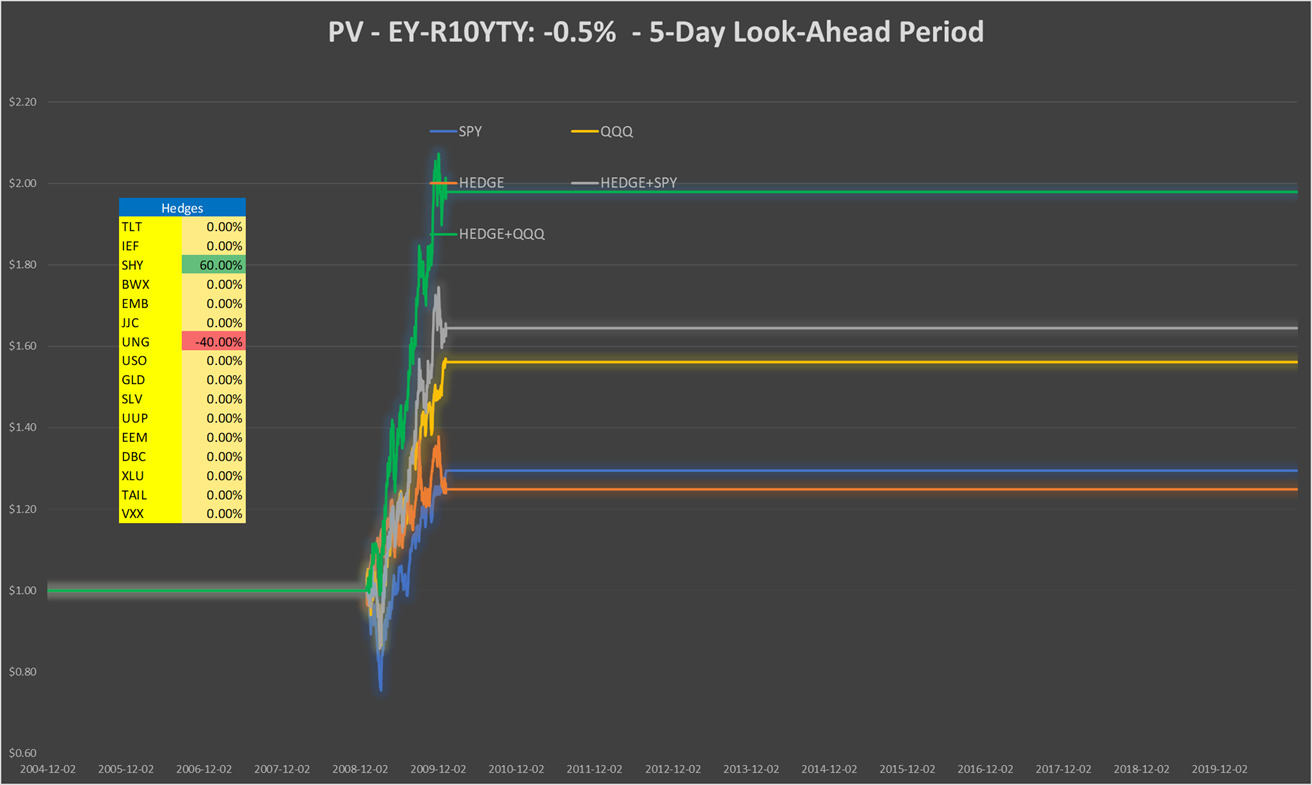 PV - EY-R10YTY: -0.5%  - 5-Day Look-Ahead Period
$2.20
SPY QQQ
$2.00
HEDGE HEDGE+SPY
Hedges
TLT 0.00%
HEDGE+QQQ
IEF 0.00%
$1.80
SHY 60.00%
BWX 0.00%
EMB 0.00%
JJC 0.00%
UNG -40.00%
$1.60
USO 0.00%
GLD 0.00%
SLV 0.00%
UUP 0.00%
$1.40
EEM 0.00%
DBC 0.00%
XLU 0.00%
TAIL 0.00%
$1.20
VXX 0.00%
$1.00
$0.80
$0.60
2004-12-02 2005-12-02 2006-12-02 2007-12-02 2008-12-02 2009-12-02 2010-12-02 2011-12-02 2012-12-02 2013-12-02 2014-12-02 2015-12-02 2016-12-02 2017-12-02 2018-12-02 2019-12-02